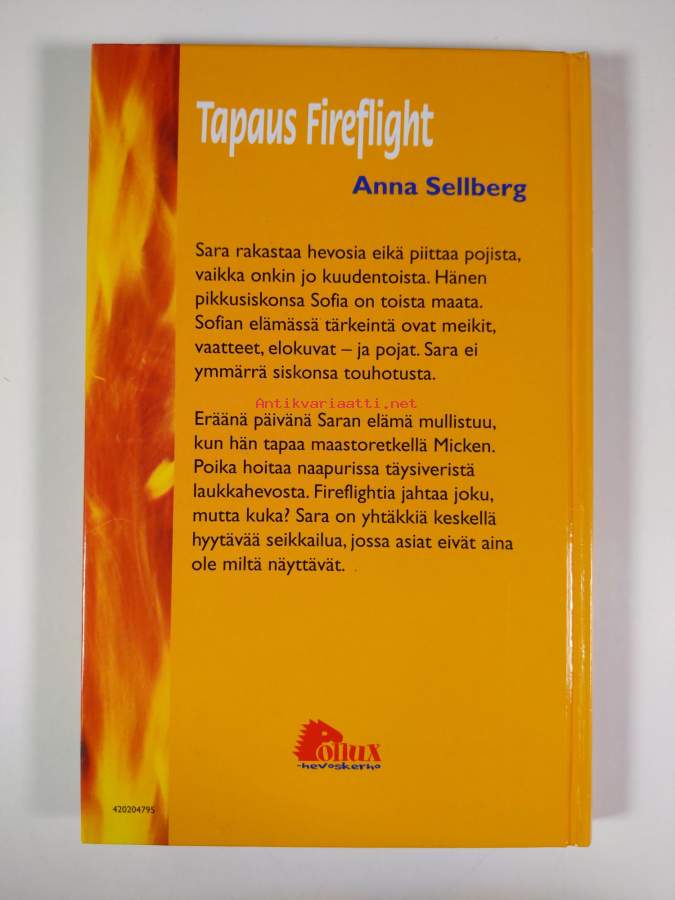 Tapaus Fireflight
Anna Sellberg
Sara rakastaa hevosia eikä piittaa pojista,
vaikka onkin jo kuudentoista. Hänen
pikkusiskonsa Sofia on toista maata.
Sofian elämässä tärkeintä ovat meikit,
vaatteet, elokuvat – ja pojat. Sara ei
ymmärrä siskonsa touhotusta.
Antikvariaatti.net
Eräänä päivänä Saran elämä mullistuu,
kun hän tapaa maastoretkellä Micken.
Poika hoitaa naapurissa täysiveristä
laukkahevosta. Fireflightia jahtaa joku,
mutta kuka? Sara on yhtäkkiä keskellä
hyytävää seikkailua, jossa asiat eivät aina
ole miltä näyttävät.
Pollux
-hevoskerho
420204795